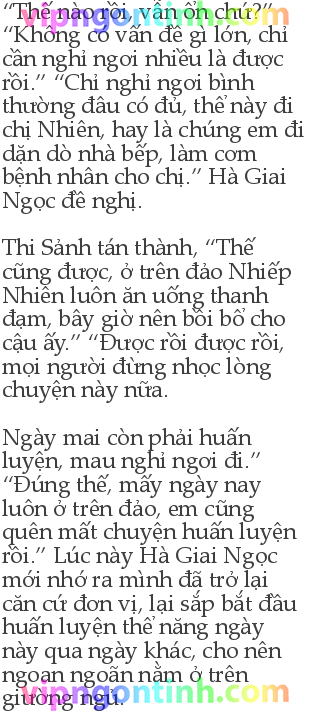 vipngontinh.com
“Thế nào rồi, vẫn ổn chứ?”
“Không có vấn đề gì lớn, chỉ
cần nghỉ ngơi nhiều là được
rồi.” “Chỉ nghỉ ngơi bình
thường đâu có đủ, thể này đi
chị Nhiên, hay là chúng em đi
dặn dò nhà bếp, làm cơm
bệnh nhân cho chị.” Hà Giai
Ngọc đề nghị.
Thi Sảnh tán thành, “Thế
cũng được, ở trên đảo Nhiếp
Nhiên luôn ăn uống thanh
đạm, bây giờ nên bồi bổ cho
cậu ấy.” “Được rồi được rồi,
mọi người đừng nhọc lòng
chuyện này nữa.
Ngày mai còn phải huấn
luyện, mau nghỉ ngơi đi.”
“Đúng thế, mấy ngày nay
luôn ở trên đảo, em cũng
quên mất chuyện huấn luyện
rồi.” Lúc này Hà Giai Ngọc
mới nhớ ra mình đã trở lại
căn cứ đơn vị, lại sắp bắt đầu
huấn luyện thể năng ngày
này qua ngày khác, cho nên
ngoan ngoãn nằm ở trên
giường ngủ.
vipngontinh.com